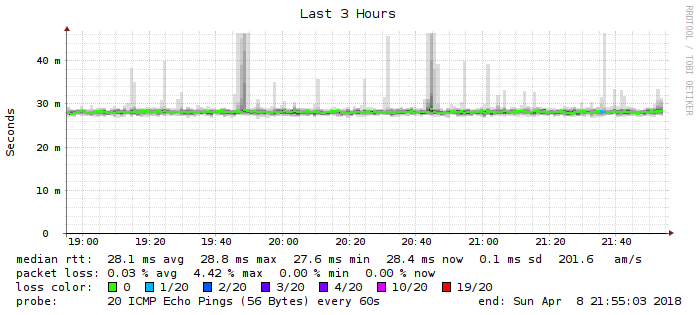 Last 3 Hours
RRDTOOL / TOBI OETIKER
Seconds
40 m
30 m
20 m
10 m
0
19:00 19:20 19:40 20:00 20:20 20:40 21:00 21:20 21:40
median rtt: 28.1 ms avg 28.8 ms max 27.6 ms min 28.4 ms now 0.1 ms sd 201.6 am/s
packet loss: 0.03 % avg 4.42 % max 0.00 % min 0.00 % now
loss color: 0 1/20 2/20 3/20 4/20 10/20 19/20
probe: 20 ICMP Echo Pings (56 Bytes) every 60s end: Sun Apr 8 21:55:03 2018